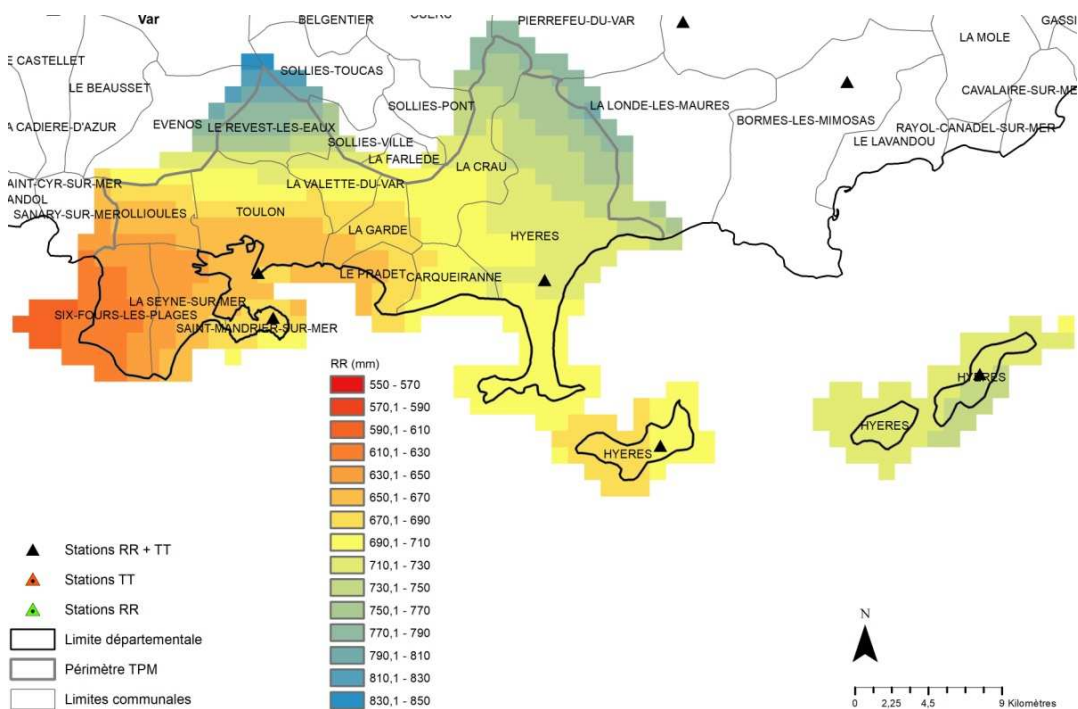 Var
BELGENTIER
CUERS
PIERREFEU-DU-VAR
GASSI
LA MOLE
E CASTELLET
SOLLIES-TOUCAS
LE BEAUSSET
CAVALAIRE-SUR-ME
SOLLIES-PONT
LA LONDE-LES-MAURES
A CADIERE-D'AZUR
EVENOS
LE REVEST-LES-EAUX
BORMES-LES-MIMOSAS
RAYOL-CANADEL-SUR-MER
SOLLIES-VILLE
LE LAVANDOU
LA FARLEDE
LA CRAU
AINT-CYR-SUR-MER
LA VALETTE-DU-VAR
ANDOL
SANARY-SUR-MER
OLLIOULES
TOULON
LA GARDE
HYERES
LE PRADET
CARQUEIRANNE
LA SEYNE-SUR-MER
SIX-FOURS-LES-PLAGES
SAINT-MANDRIER-SUR-MER
HYERES
HYERES
HYERES
RR (mm)
550 - 570
570,1 - 590
590,1 - 610
610,1 - 630
630,1 - 650
650,1 - 670
670,1 - 690
690,1 - 710
710,1 - 730
730,1 - 750
750,1 - 770
770,1 - 790
790,1 - 810
810,1 - 830
830,1 - 850
Stations RR + TT
Stations TT
Stations RR
Limite départementale
Périmètre TPM
Limites communales
N
0 2,25 4,5 9 Kilomètres